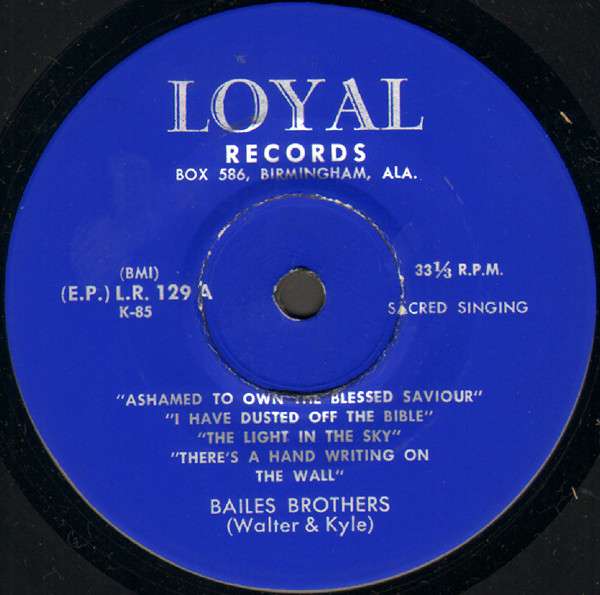 LOYAL
RECORDS
BOX 586, BIRMINGHAM, ALA.
(BMI)
(E.P.) L.R. 129 A
K-85
33⅓ R.P.M.
SACRED SINGING
"ASHAMED TO OWN THE BLESSED SAVIOUR"
"I HAVE DUSTED OFF THE BIBLE"
"THE LIGHT IN THE SKY"
"THERE'S A HAND WRITING ON
THE WALL"
BAILES BROTHERS
(Walter & Kyle)